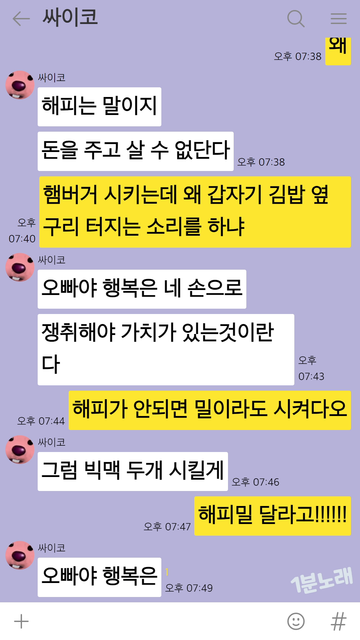 싸이코
왜
오후 07:38
싸이코
해피는 말이지
돈을 주고 살 수 없단다
오후 07:38
햄버거 시키는데 왜 갑자기 김밥 옆
구리 터지는 소리를 하냐
오후
07:40
싸이코
오빠야 행복은 네 손으로
쟁취해야 가치가 있는것이란
다
오후
07:43
해피가 안되면 밀이라도 시켜다오
오후 07:44
싸이코
그럼 빅맥 두개 시킬게
오후 07:46
해피밀 달라고!!!!!!
오후 07:47
싸이코
오빠야 행복은
오후 07:49
1분노래
#